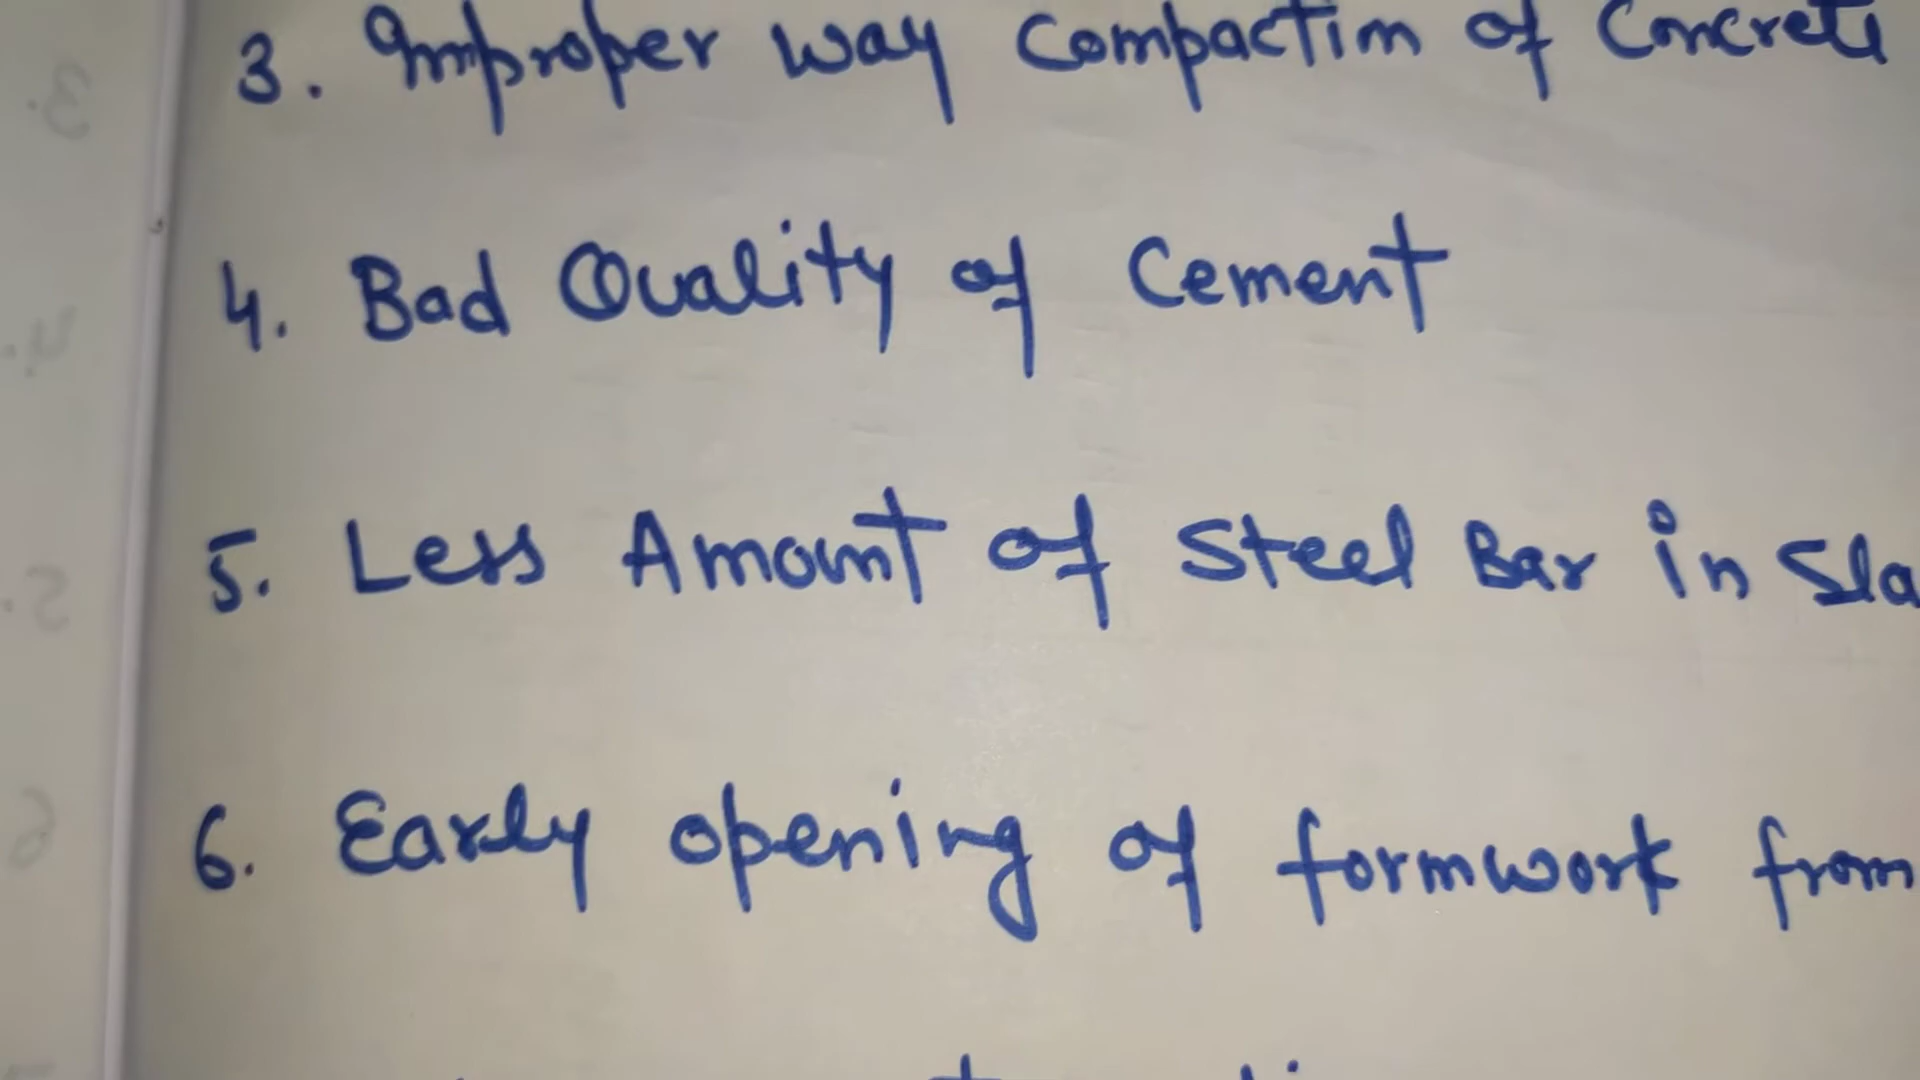 3. Improper way Compaction of Concrete
4. Bad Quality of Cement
5. Less Amount of Steel Bar in Sla
6. Early opening of formwork from